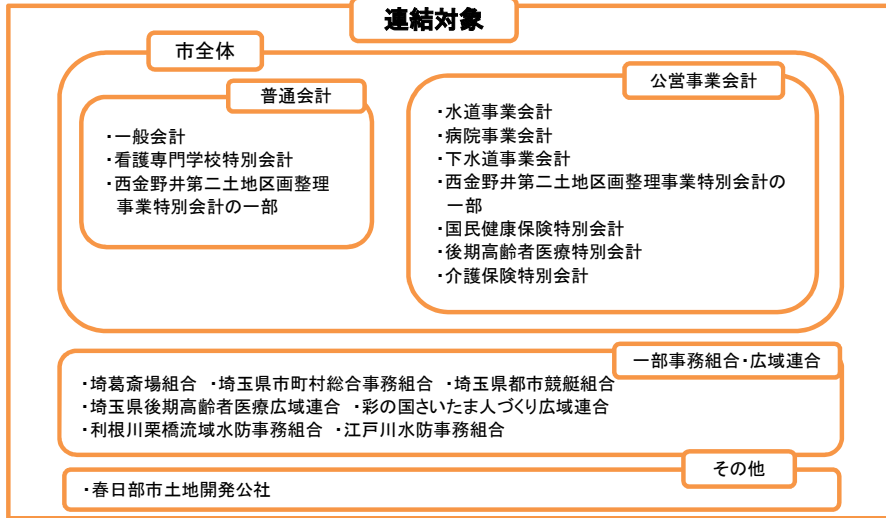 連結対象
市全体
普通会計
・一般会計
・看護専門学校特別会計
・西金野井第二土地区画整理
事業特別会計の一部
公営事業会計
・水道事業会計
・病院事業会計
・下水道事業会計
・西金野井第二土地区画整理事業特別会計の
一部
・国民健康保険特別会計
・後期高齢者医療特別会計
・介護保険特別会計
一部事務組合・広域連合
・埼葛斎場組合 ・埼玉県市町村総合事務組合 ・埼玉県都市競艇組合
・埼玉県後期高齢者医療広域連合 ・彩の国さいたま人づくり広域連合
・利根川栗橋流域水防事務組合 ・江戸川水防事務組合
その他
・春日部市土地開発公社